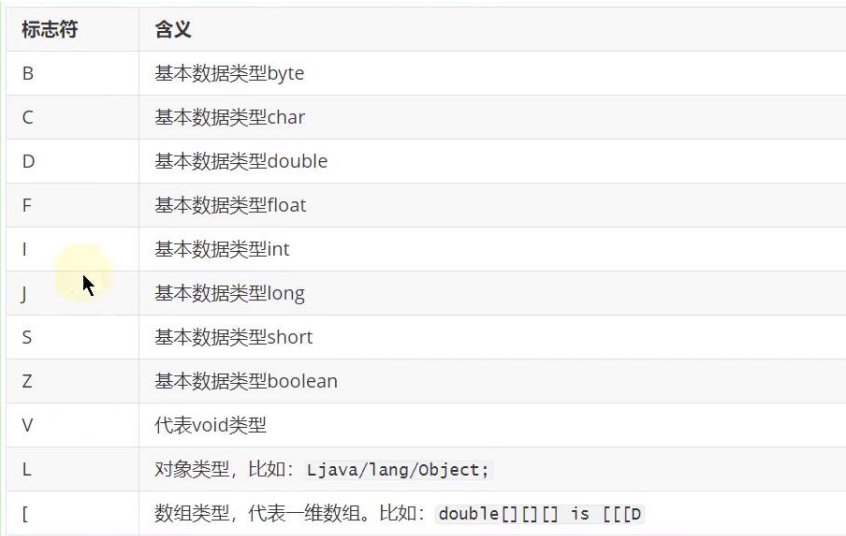 标志符 含义
B 基本数据类型byte
C 基本数据类型char
D 基本数据类型double
F 基本数据类型float
I 基本数据类型int
J 基本数据类型long
S 基本数据类型short
Z 基本数据类型boolean
V 代表void类型
L 对象类型，比如：Ljava/lang/Object;
[ 数组类型，代表一维数组。比如：double[][][] is [[[D